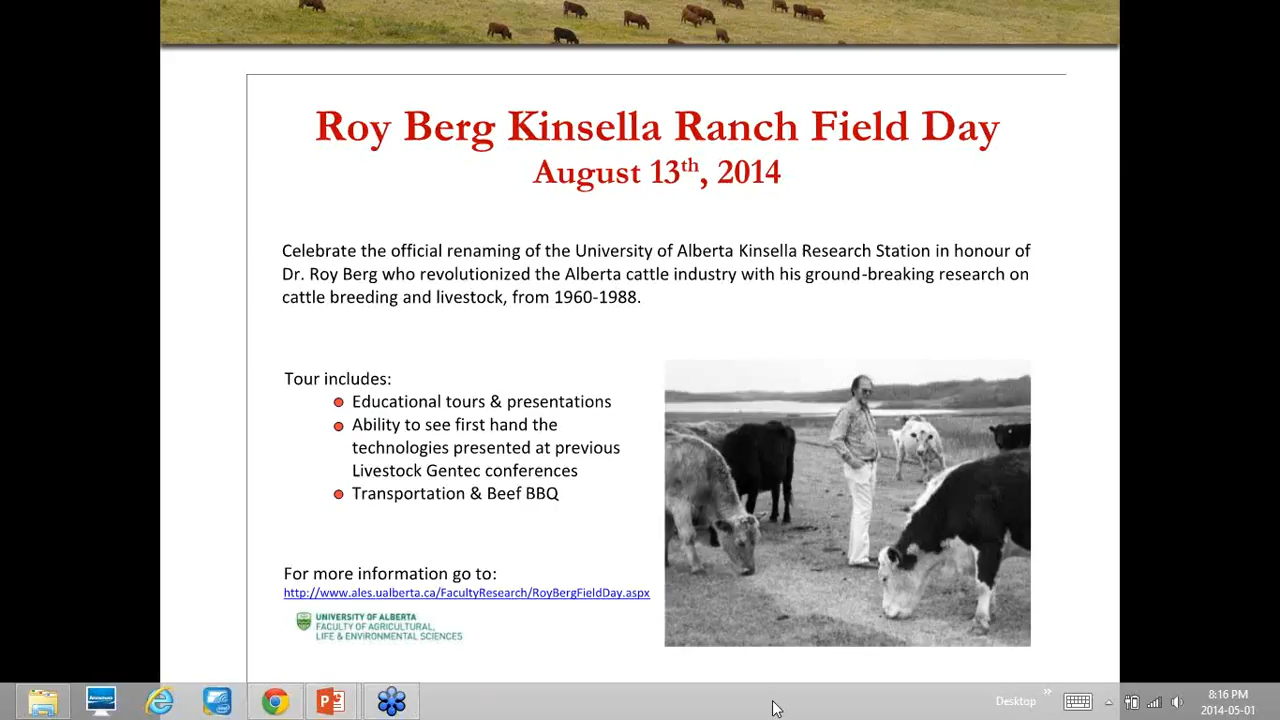 Roy Berg Kinsella Ranch Field Day
August 13th, 2014
Celebrate the official renaming of the University of Alberta Kinsella Research Station in honour of
Dr. Roy Berg who revolutionized the Alberta cattle industry with his ground-breaking research on
cattle breeding and livestock, from 1960-1988.
Tour includes:
Educational tours & presentations
Ability to see first hand the
technologies presented at previous
Livestock Gentec conferences
Transportation & Beef BBQ
For more information go to:
http://www.ales.ualberta.ca/FacultyResearch/RoyBergFieldDay.aspx
UNIVERSITY OF ALBERTA
FACULTY OF AGRICULTURAL,
LIFE & ENVIRONMENTAL SCIENCES
Desktop
8:16 PM
2014-05-01